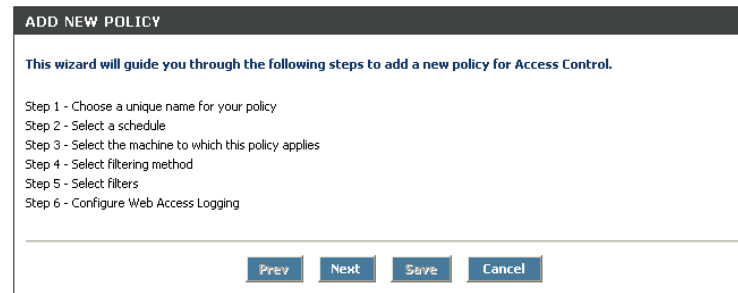 ADD NEW POLICY
This wizard will guide you through the following steps to add a new policy for Access Control.
Step 1 - Choose a unique name for your policy
Step 2 - Select a schedule
Step 3 - Select the machine to which this policy applies
Step 4 - Select filtering method
Step 5 - Select filters
Step 6 - Configure Web Access Logging
Prev Next Save Cancel